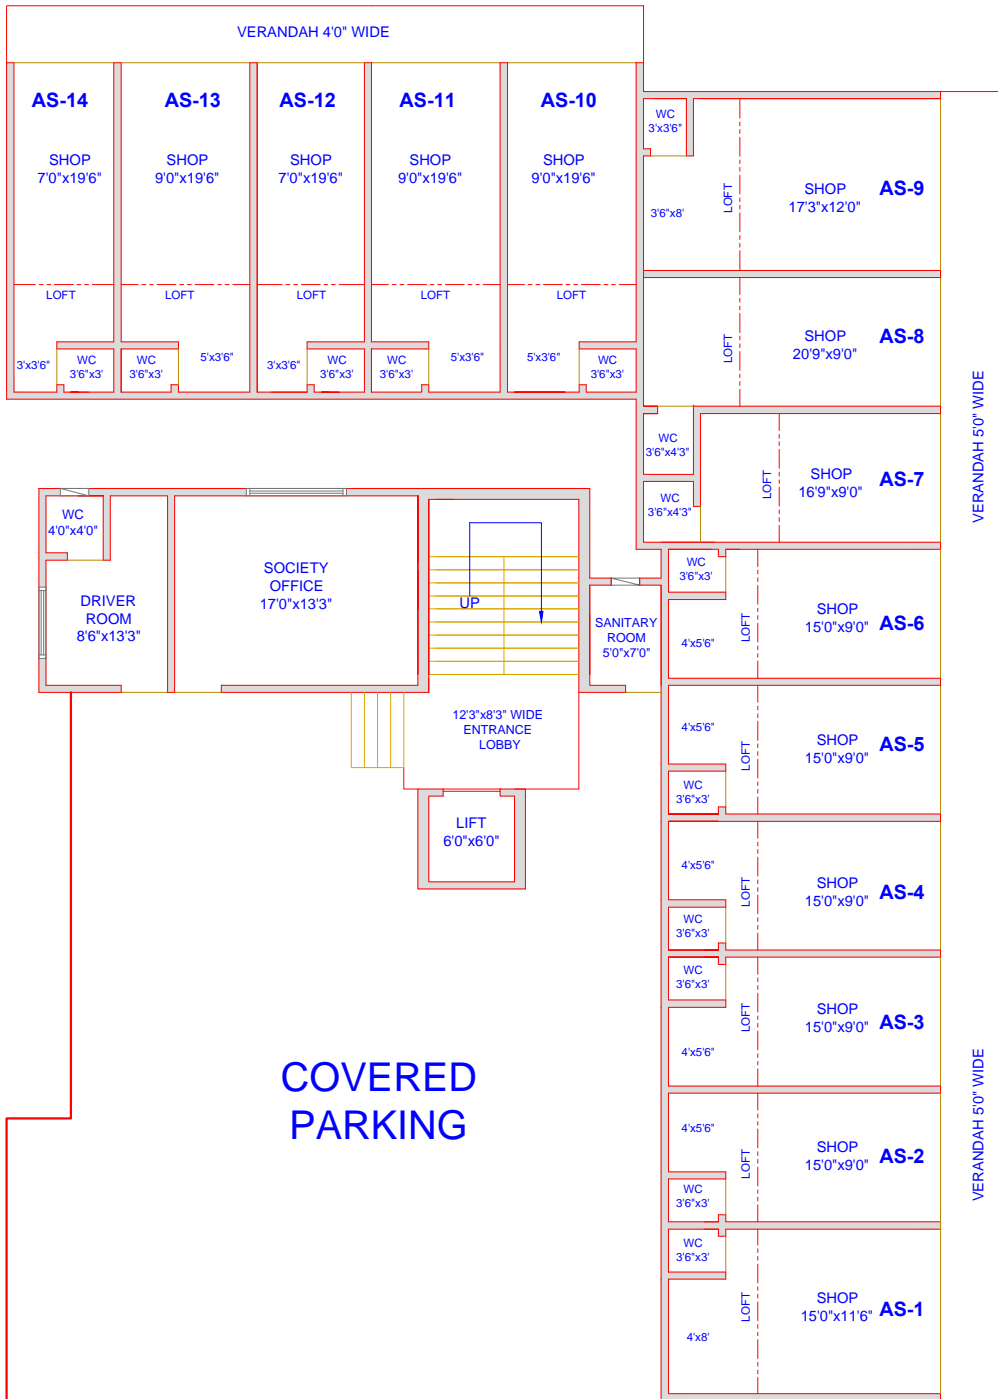 VERANDAH 4'0" WIDE
AS-14
SHOP
7'0"x19'6"
LOFT
3'x3'6"
WC
3'6"x3'
AS-13
SHOP
9'0"x19'6"
LOFT
WC
3'6"x3'
5'x3'6"
AS-12
SHOP
7'0"x19'6"
LOFT
3'x3'6"
WC
3'6"x3'
AS-11
SHOP
9'0"x19'6"
LOFT
WC
3'6"x3'
5'x3'6"
AS-10
SHOP
9'0"x19'6"
LOFT
5'x3'6"
WC
3'6"x3'
WC
3'x3'6"
3'6"x8'
LOFT
SHOP
17'3"x12'0"
AS-9
LOFT
SHOP
20'9"x9'0"
AS-8
WC
3'6"x4'3"
WC
3'6"x4'3"
LOFT
SHOP
16'9"x9'0"
AS-7
VERANDAH 5'0" WIDE
WC
4'0"x4'0"
DRIVER
ROOM
8'6"x13'3"
SOCIETY
OFFICE
17'0"x13'3"
UP
SANITARY
ROOM
5'0"x7'0"
12'3"x8'3" WIDE
ENTRANCE
LOBBY
LIFT
6'0"x6'0"
WC
3'6"x3'
4'x5'6"
LOFT
SHOP
15'0"x9'0"
AS-6
4'x5'6"
WC
3'6"x3'
LOFT
SHOP
15'0"x9'0"
AS-5
4'x5'6"
WC
3'6"x3'
LOFT
SHOP
15'0"x9'0"
AS-4
WC
3'6"x3'
4'x5'6"
LOFT
SHOP
15'0"x9'0"
AS-3
COVERED
PARKING
4'x5'6"
WC
3'6"x3'
LOFT
SHOP
15'0"x9'0"
AS-2
VERANDAH 5'0" WIDE
WC
3'6"x3'
4'x8'
LOFT
SHOP
15'0"x11'6"
AS-1